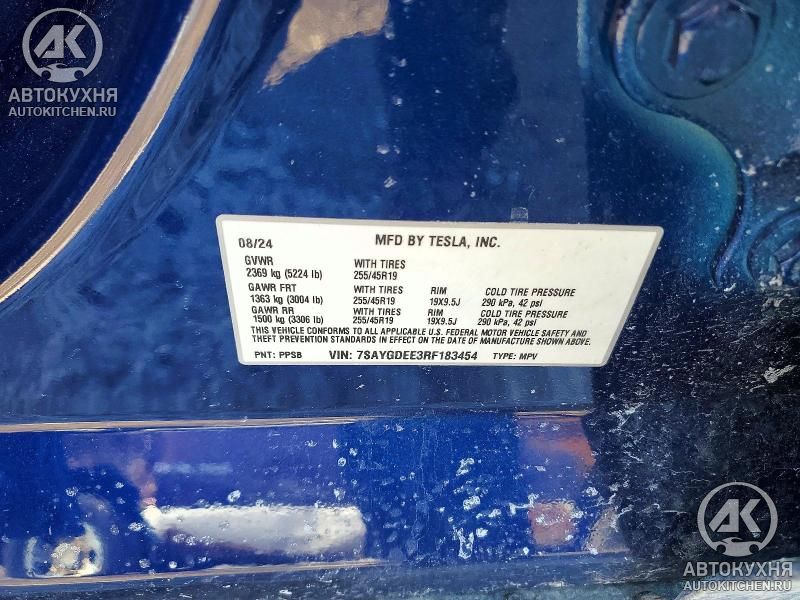 АК
АВТОКУХНЯ
AUTOKITCHEN.RU
08/24 MFD BY TESLA, INC.
GVWR WITH TIRES
2369 kg (5224 lb) 255/45R19
GAWR FRT WITH TIRES RIM COLD TIRE PRESSURE
1363 kg (3004 lb) 255/45R19 19X9.5J 290 kPa, 42 psi
GAWR RR WITH TIRES RIM COLD TIRE PRESSURE
1500 kg (3306 lb) 255/45R19 19X9.5J 290 kPa, 42 psi
THIS VEHICLE CONFORMS TO ALL APPLICABLE U.S. FEDERAL MOTOR VEHICLE SAFETY AND
THEFT PREVENTION STANDARDS IN EFFECT ON THE DATE OF MANUFACTURE SHOWN ABOVE.
PNT: PPSB VIN: 7SAYGDEE3RF183454 TYPE: MPV
АК
АВТОКУХНЯ
AUTOKITCHEN.RU